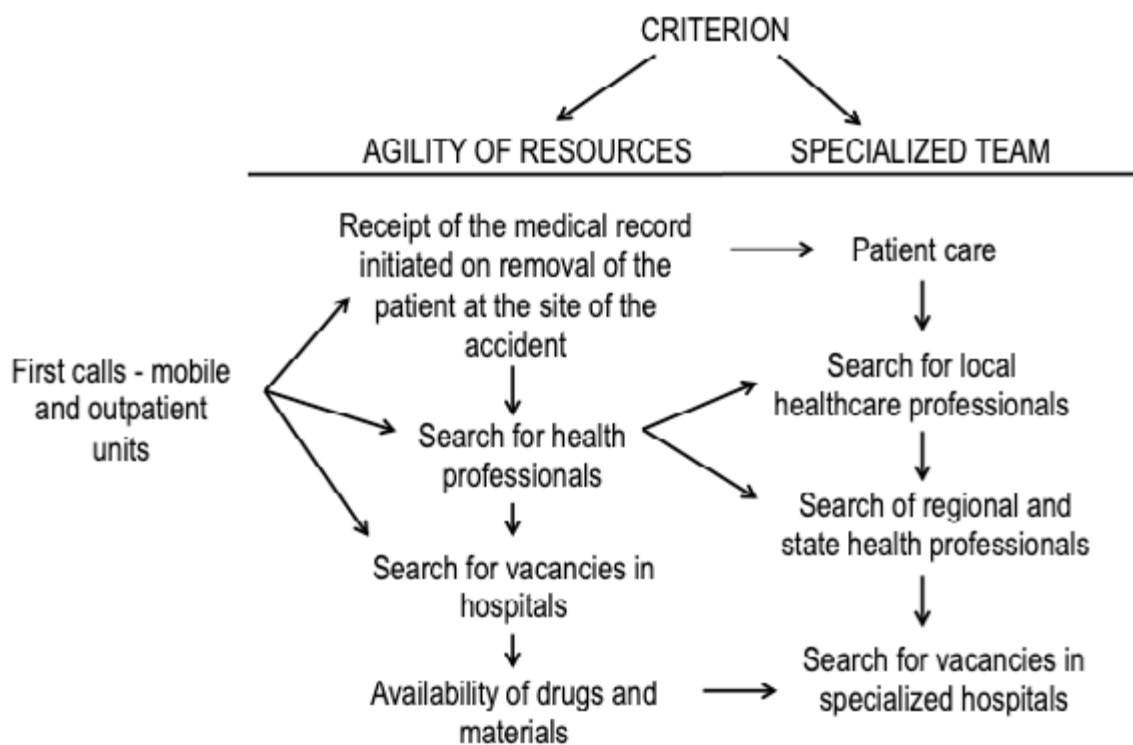 CRITERION
AGILITY OF RESOURCES
SPECIALIZED TEAM
First calls - mobile
and outpatient
units
Receipt of the medical record
initiated on removal of the
patient at the site of the
accident
Search for health
professionals
Search for vacancies in
hospitals
Availability of drugs and
materials
Patient care
Search for local
healthcare professionals
Search of regional and
state health professionals
Search for vacancies in
specialized hospitals